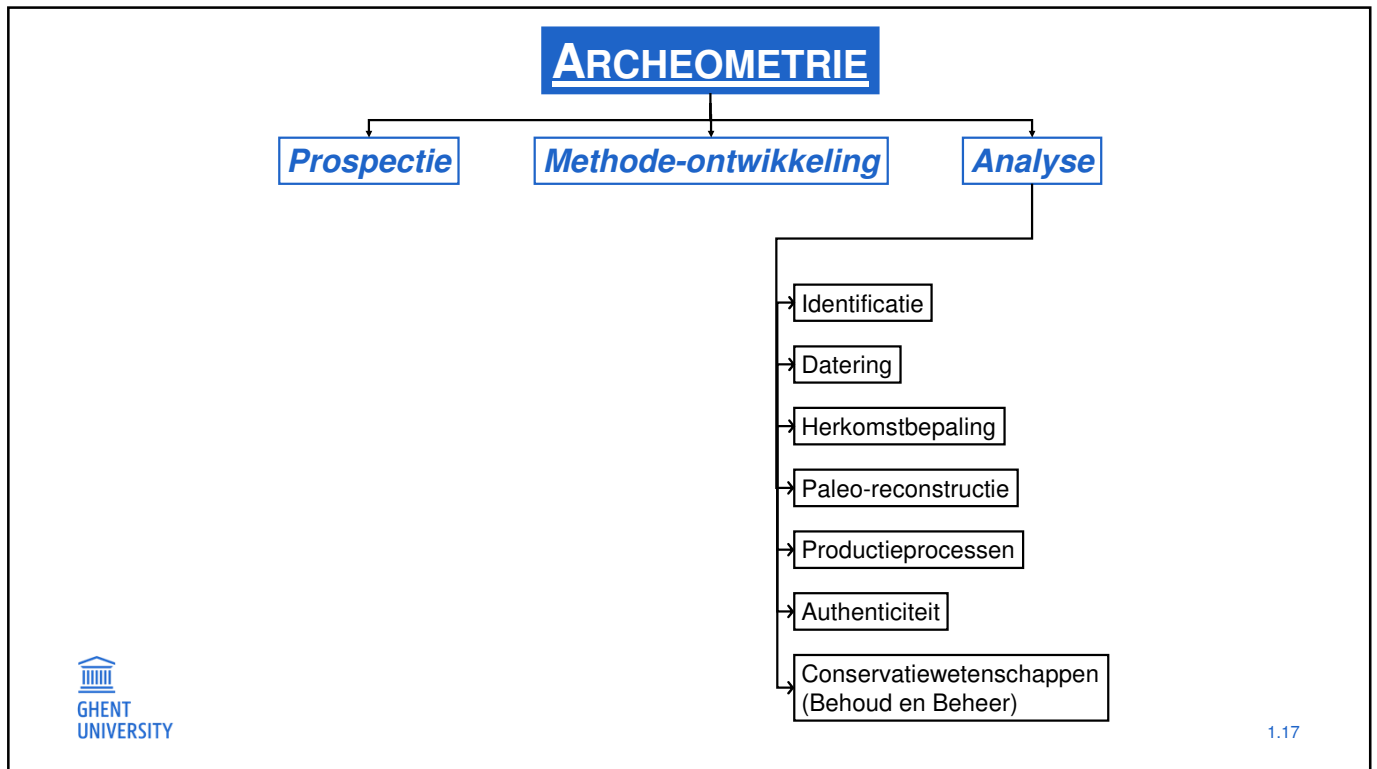 ARCHEOMETRIE
Prospectie
Methode-ontwikkeling
Analyse
Identificatie
Datering
Herkomstbepaling
Paleo-reconstructie
Productieprocessen
Authenticiteit
Conservatiewetenschappen
(Behoud en Beheer)
GHENT
UNIVERSITY
1.17